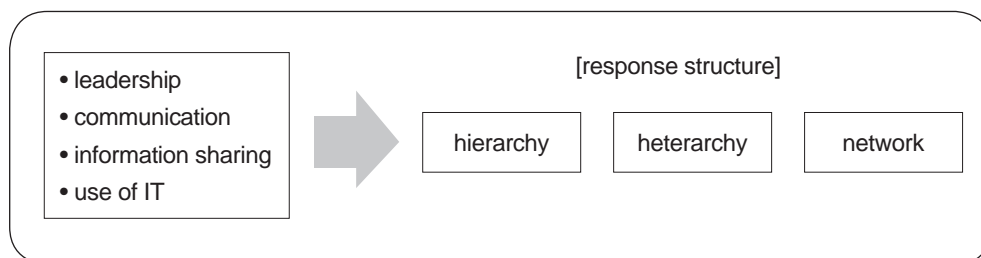 • leadership
• communication
• information sharing
• use of IT
[response structure]
hierarchy
heterarchy
network